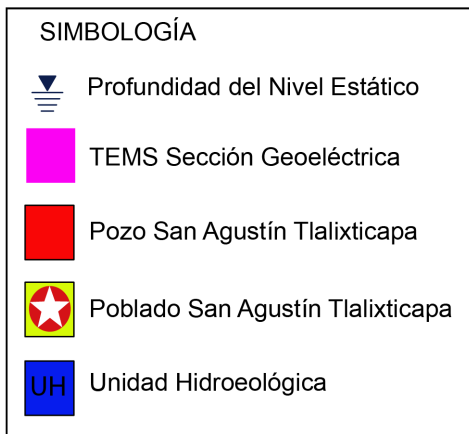 SIMBOLOGÍA
Profundidad del Nivel Estático
TEMS Sección Geoeléctrica
Pozo San Agustín Tlalixticapa
Poblado San Agustín Tlalixticapa
UH Unidad Hidroeológica